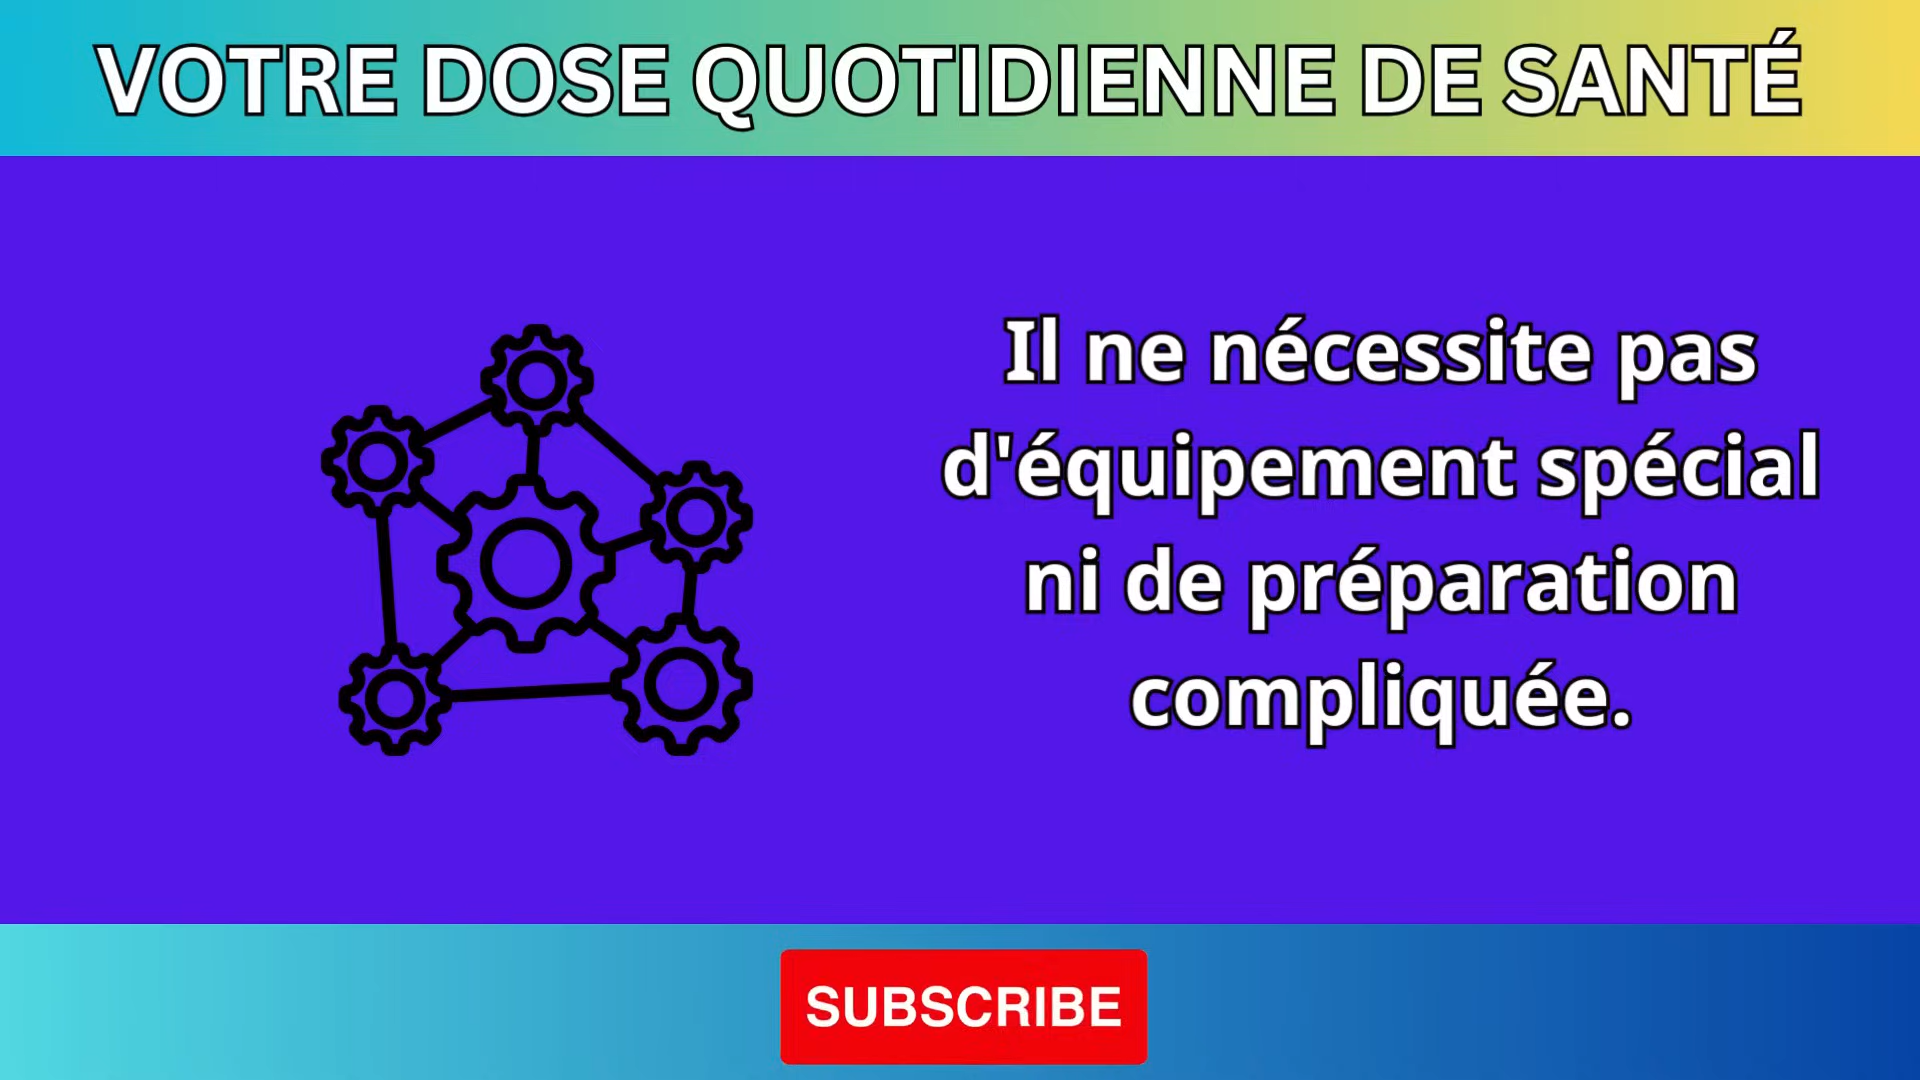 VOTRE DOSE QUOTIDIENNE DE SANTÉ
Il ne nécessite pas
d'équipement spécial
ni de préparation
compliquée.
SUBSCRIBE